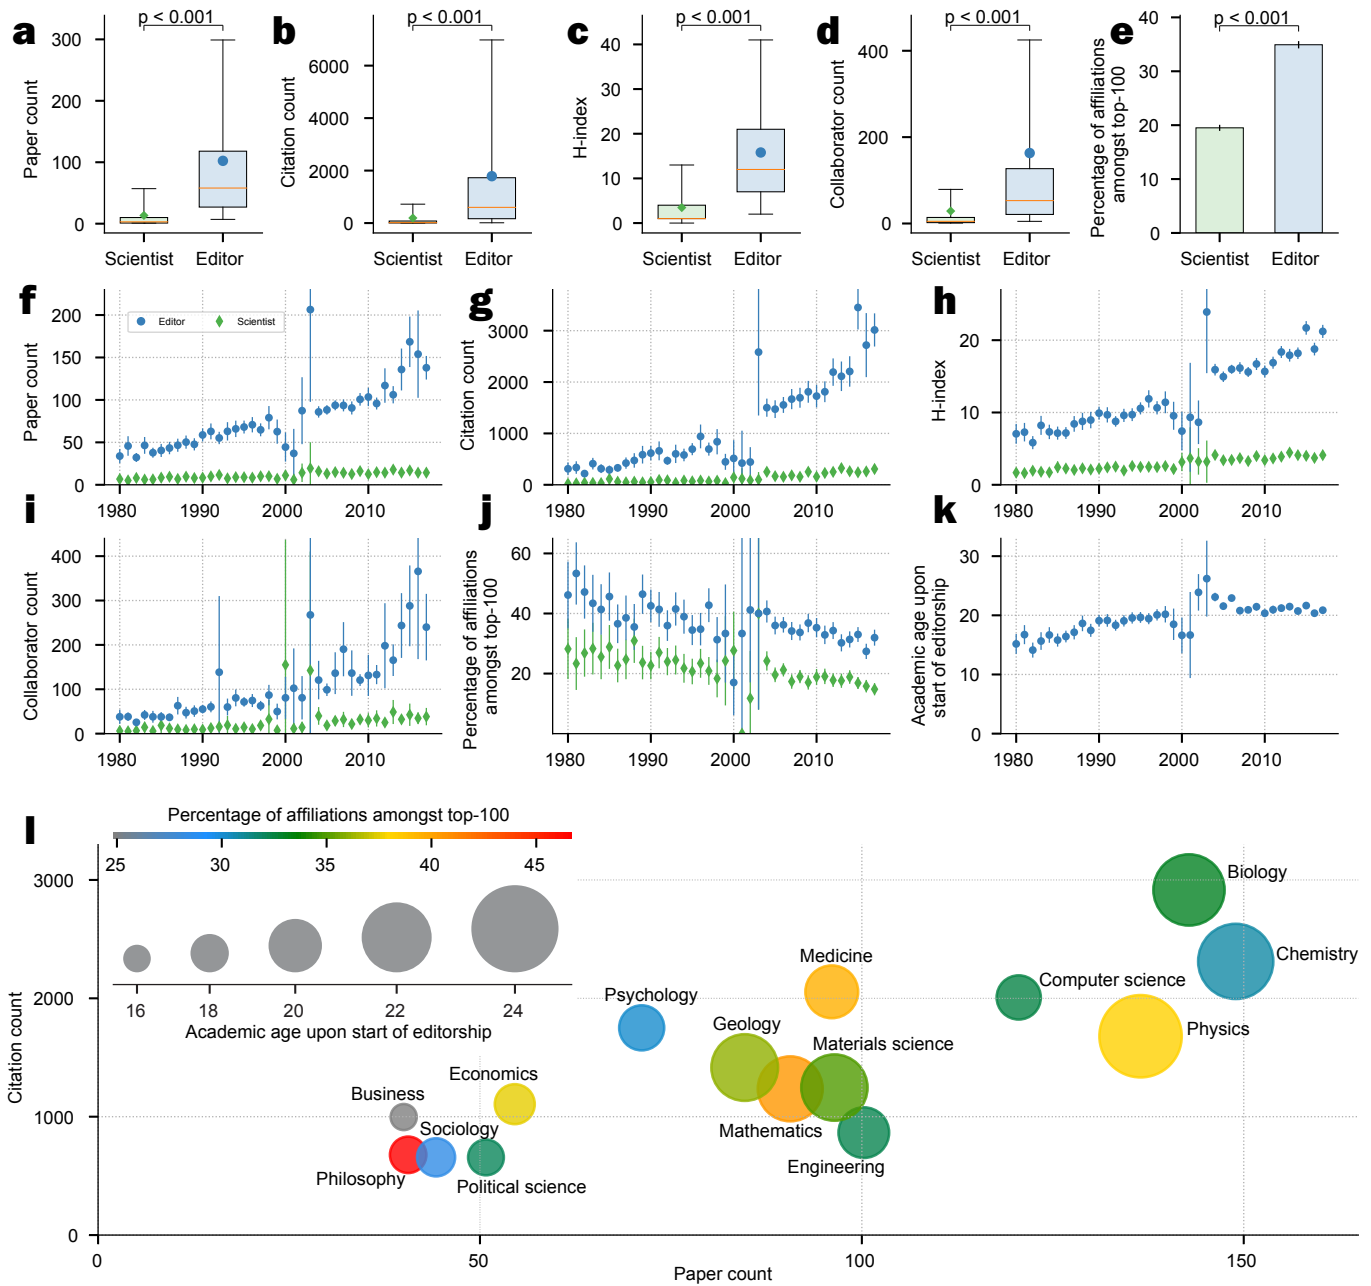 a
p < 0.001
Paper count
300
200
100
0
Scientist
Editor
b
p < 0.001
Citation count
6000
4000
2000
0
Scientist
Editor
c
p < 0.001
H-index
40
30
20
10
0
Scientist
Editor
d
p < 0.001
Collaborator count
400
200
0
Scientist
Editor
e
p < 0.001
Percentage of affiliations
amongst top-100
40
30
20
10
0
Scientist
Editor
f
Paper count
200
150
100
50
0
Editor
Scientist
1980
1990
2000
2010
g
Citation count
3000
2000
1000
0
1980
1990
2000
2010
h
H-index
20
10
0
1980
1990
2000
2010
i
Collaborator count
400
300
200
100
0
1980
1990
2000
2010
j
Percentage of affiliations
amongst top-100
60
40
20
1980
1990
2000
2010
k
Academic age upon
start of editorship
30
20
10
0
1980
1990
2000
2010
l
Percentage of affiliations amongst top-100
25
30
35
40
45
16
18
20
22
24
Academic age upon start of editorship
Citation count
3000
2000
1000
0
Biology
Chemistry
Medicine
Computer science
Psychology
Physics
Geology
Materials science
Economics
Business
Sociology
Mathematics
Engineering
Philosophy
Political science
0
50
100
150
Paper count